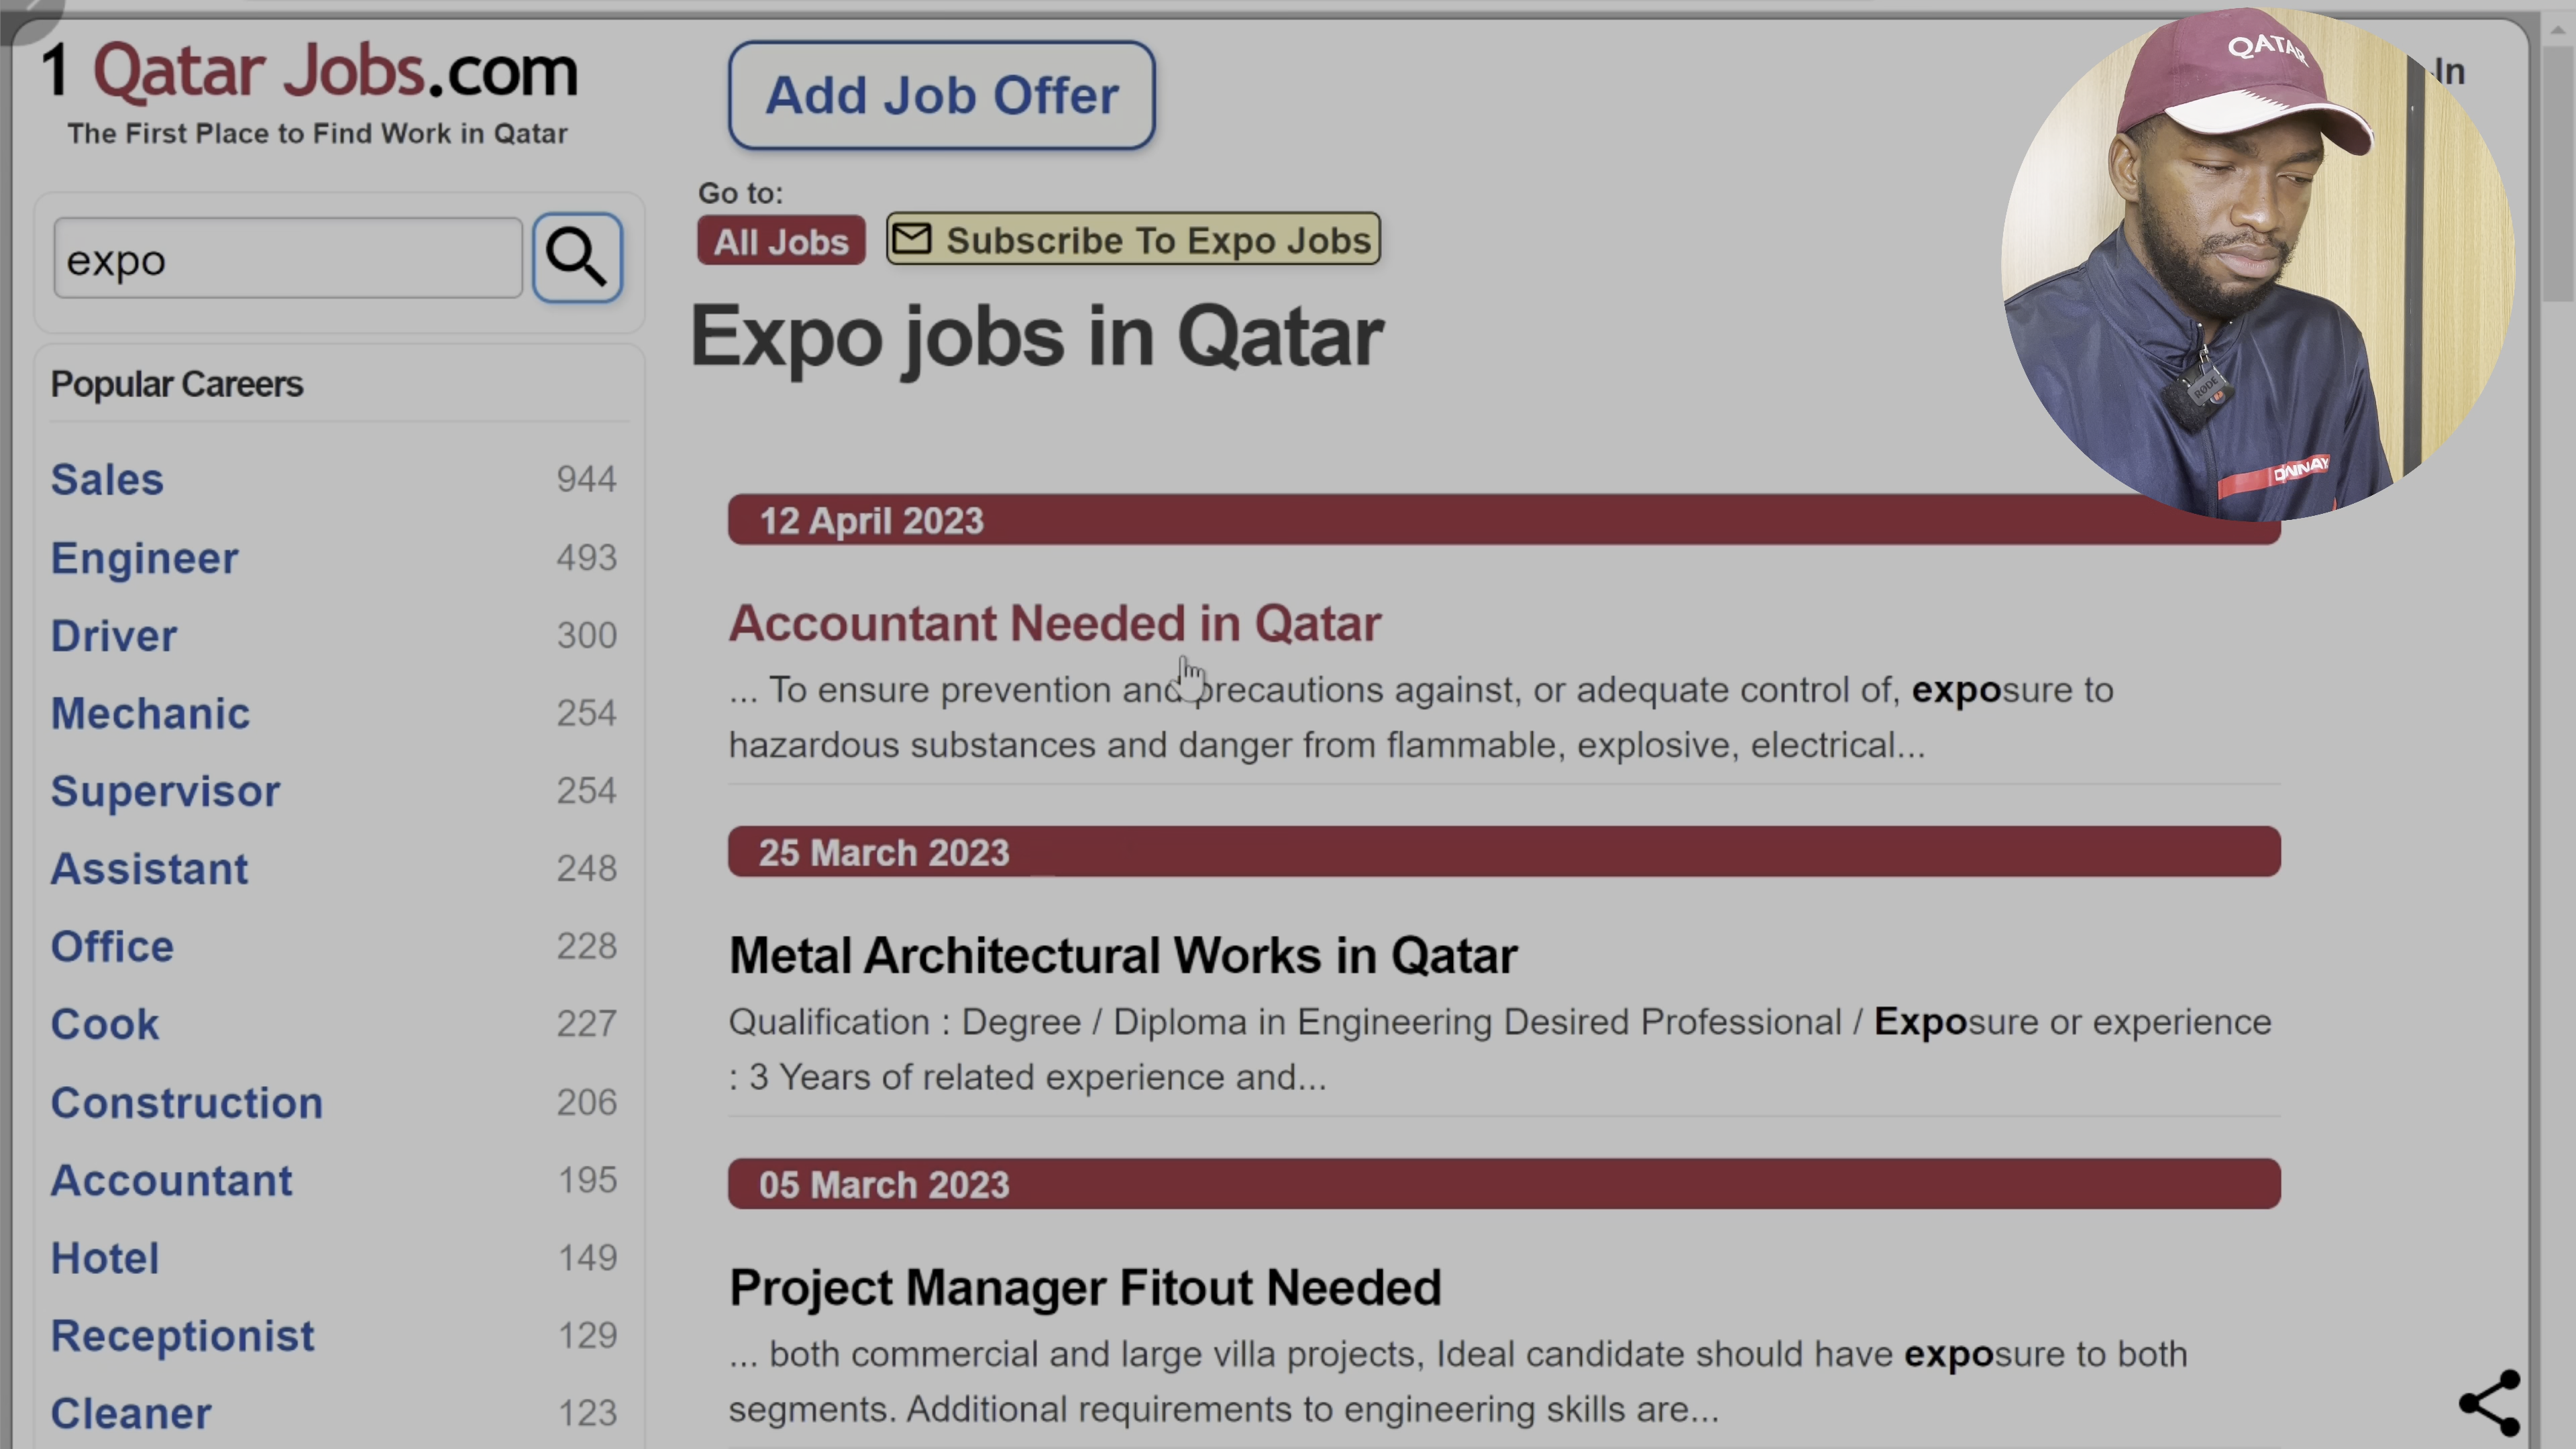 1 Qatar Jobs.com
The First Place to Find Work in Qatar
Add Job Offer
In
QATAR
RØDE
DONNAY
expo
Go to:
All Jobs
Subscribe To Expo Jobs
Expo jobs in Qatar
Popular Careers
Sales 944
Engineer 493
Driver 300
Mechanic 254
Supervisor 254
Assistant 248
Office 228
Cook 227
Construction 206
Accountant 195
Hotel 149
Receptionist 129
Cleaner 123
12 April 2023
Accountant Needed in Qatar
... To ensure prevention and precautions against, or adequate control of, exposure to
hazardous substances and danger from flammable, explosive, electrical...
25 March 2023
Metal Architectural Works in Qatar
Qualification : Degree / Diploma in Engineering Desired Professional / Exposure or experience
: 3 Years of related experience and...
05 March 2023
Project Manager Fitout Needed
... both commercial and large villa projects, Ideal candidate should have exposure to both
segments. Additional requirements to engineering skills are...